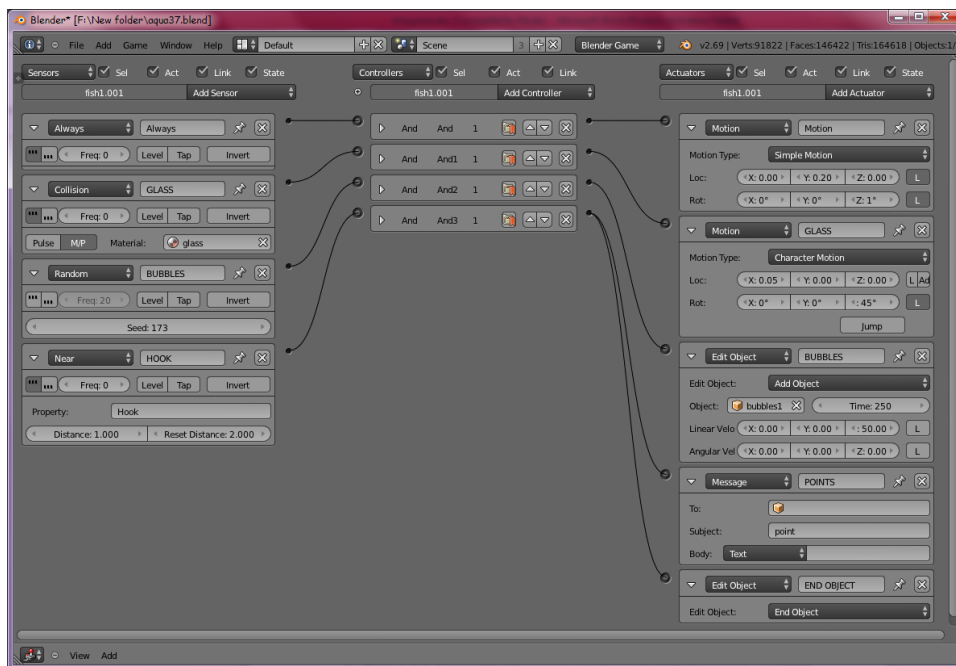 Blender* [F:\New folder\aqua37.blend]
File Add Game Window Help Default Scene 3 Blender Game v2.69 | Verts:91822 | Faces:146422 | Tris:164618 | Objects:1/
Sensors Sel Act Link State Controllers Sel Act Link Actuators Sel Act Link State
fish1.001 Add Sensor fish1.001 Add Controller fish1.001 Add Actuator
Always Always And And 1 Motion Motion
Freq: 0 Level Tap Invert And And1 1 Motion Type: Simple Motion
Collision GLASS And And2 1 Loc: X: 0.00 Y: 0.20 Z: 0.00 L
Freq: 0 Level Tap Invert And And3 1 Rot: X: 0° Y: 0° Z: 1° L
Pulse M/P Material: glass Motion GLASS
Random BUBBLES Motion Type: Character Motion
Freq: 20 Level Tap Invert Loc: X: 0.05 Y: 0.00 Z: 0.00 L Ad
Seed: 173 Rot: X: 0° Y: 0° : 45° L
Jump
Near HOOK Edit Object BUBBLES
Freq: 0 Level Tap Invert Edit Object: Add Object
Property: Hook Object: bubbles1 Time: 250
Distance: 1.000 Reset Distance: 2.000 Linear Velo X: 0.00 Y: 0.00 : 50.00 L
Angular Vel X: 0.00 Y: 0.00 Z: 0.00 L
Message POINTS
To:
Subject: point
Body: Text
Edit Object END OBJECT
Edit Object: End Object
View Add